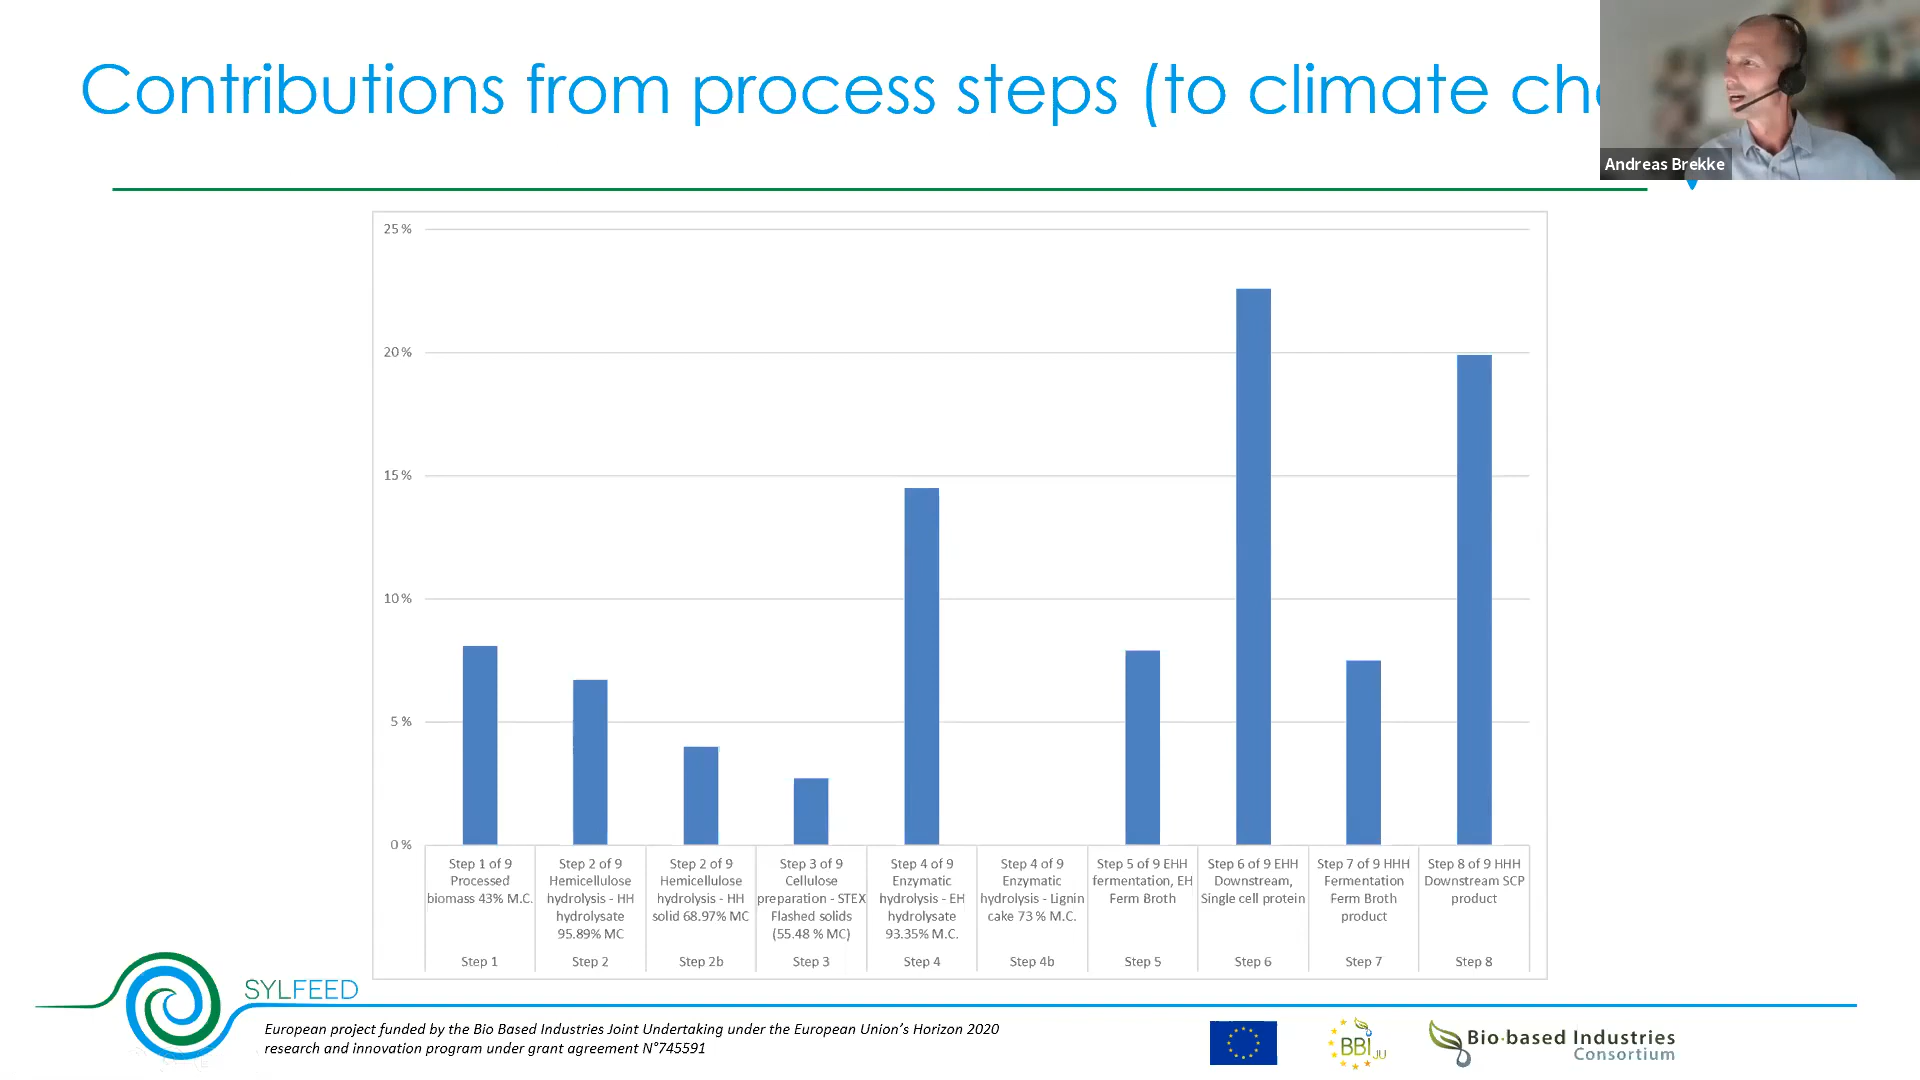 Contributions from process steps (to climate ch
Andreas Brekke
25%
20%
15%
10%
5%
0%
Step 1 of 9
Processed
biomass 43% M.C.
Step 1
Step 2 of 9
Hemicellulose
hydrolysis - HH
hydrolysate
95.89% MC
Step 2
Step 2 of 9
Hemicellulose
hydrolysis - HH
solid 68.97% MC
Step 2b
Step 3 of 9
Cellulose
preparation - STEX
Flashed solids
(55.48 % MC)
Step 3
Step 4 of 9
Enzymatic
hydrolysis - EH
hydrolysate
93.35% M.C.
Step 4
Step 4 of 9
Enzymatic
hydrolysis - Lignin
cake 73 % M.C.
Step 4b
Step 5 of 9 EHH
fermentation, EH
Ferm Broth
Step 5
Step 6 of 9 EHH
Downstream,
Single cell protein
Step 6
Step 7 of 9 HHH
Fermentation
Ferm Broth
product
Step 7
Step 8 of 9 HHH
Downstream SCP
product
Step 8
SYLFEED
European project funded by the Bio Based Industries Joint Undertaking under the European Union's Horizon 2020
research and innovation program under grant agreement N°745591
BBI JU
Bio-based Industries
Consortium